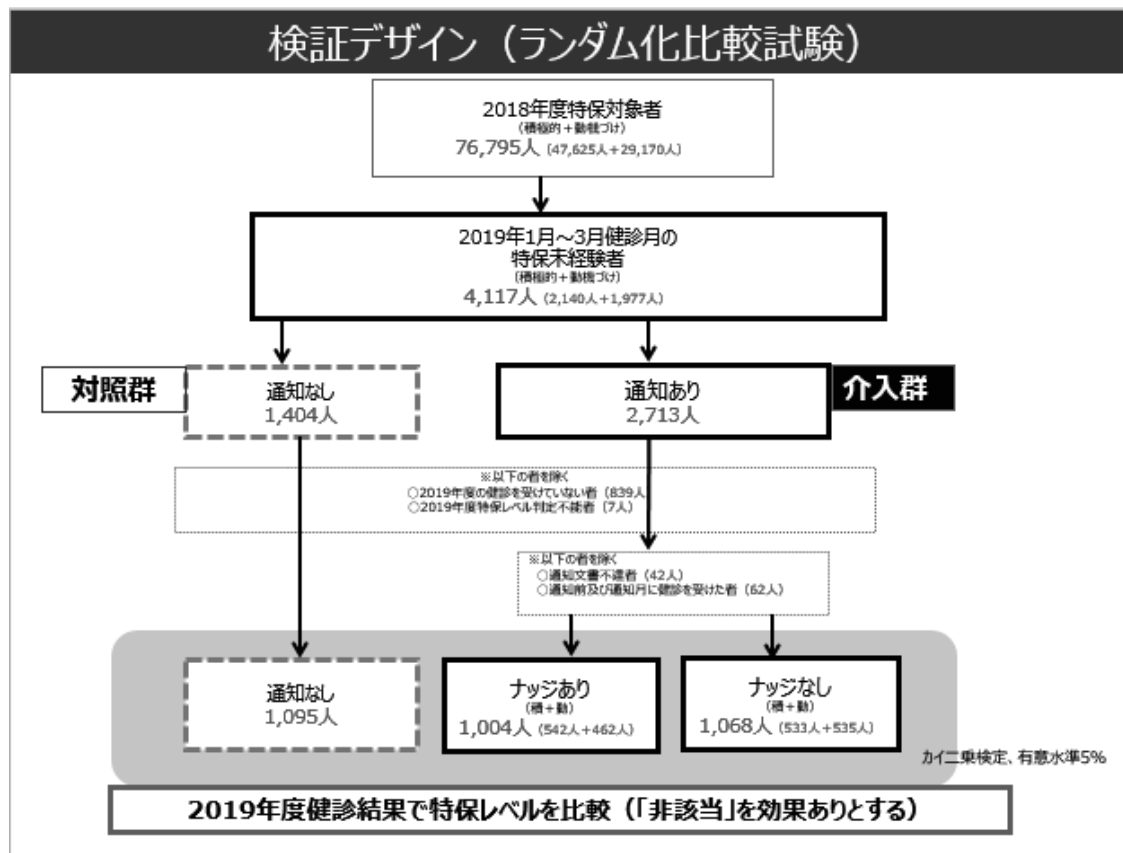 検証デザイン（ランダム化比較試験）
2018年度特保対象者
（積極的＋動機づけ）
76,795人（47,625人＋29,170人）
2019年1月～3月健診月の
特保未経験者
（積極的＋動機づけ）
4,117人（2,140人＋1,977人）
対照群
通知なし
1,404人
通知あり
2,713人
介入群
※以下の者を除く
○2019年度の健診を受けていない者（839人
○2019年度特保レベル判定不能者（7人）
※以下の者を除く
○通知文書不達者（42人）
○通知前及び通知月に健診を受けた者（62人）
通知なし
1,095人
ナッジあり
（積＋動）
1,004人（542人＋462人）
ナッジなし
（積＋動）
1,068人（533人＋535人）
カイ二乗検定、有意水準5%
2019年度健診結果で特保レベルを比較（「非該当」を効果ありとする）